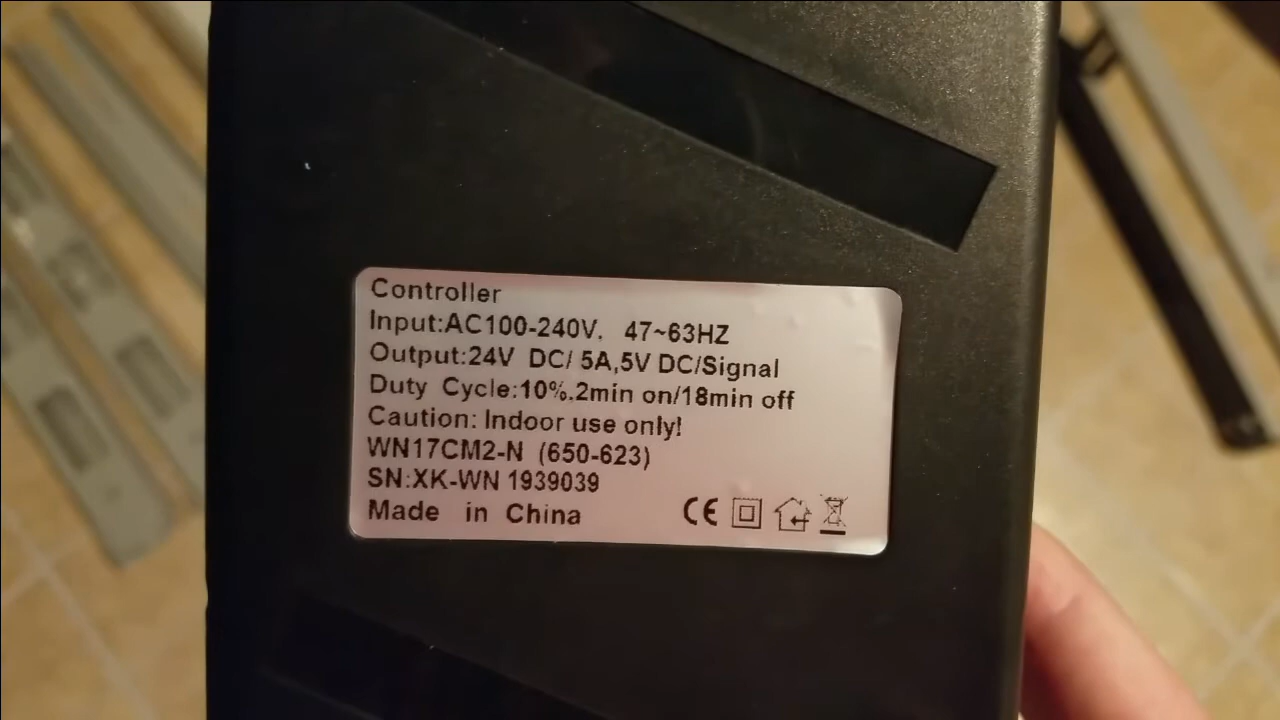 Controller
Input:AC100-240V, 47~63HZ
Output:24V DC/ 5A,5V DC/Signal
Duty Cycle:10%,2min on/18min off
Caution: Indoor use only!
WN17CM2-N (650-623)
SN:XK-WN 1939039
Made in China CE